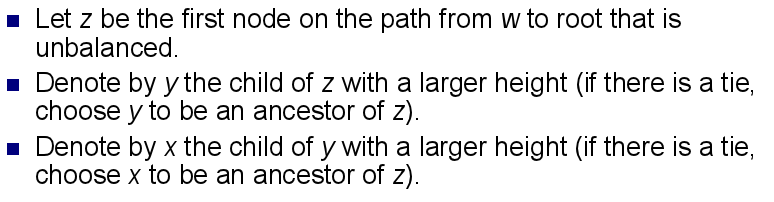 Let z be the first node on the path from w to root that is
unbalanced.
Denote by y the child of z with a larger height (if there is a tie,
choose y to be an ancestor of z).
Denote by x the child of y with a larger height (if there is a tie,
choose x to be an ancestor of z).